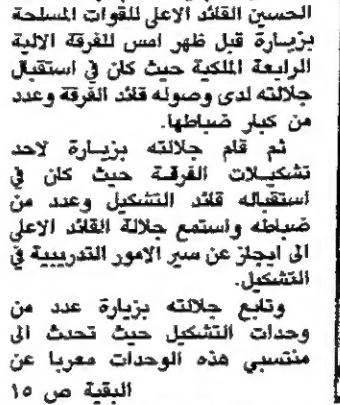 الحسين القائد الاعلى للقوات المسلحة
بزيارة قبل ظهر امس للفرقة الالية
الرابعة الملكية حيث كان في استقبال
جلالته لدى وصوله قائد الفرقة وعدد
من كبار ضباطها.
ثم قام جلالته بزيارة لاحد
تشكيلات الفرقة حيث كان في
استقباله قائد التشكيل وعدد من
ضباطه واستمع جلالة القائد الاعلى
الى ايجاز عن سير الامور التدريبية في
التشكيل.
وتابع جلالته بزيارة عدد من
وحدات التشكيل حيث تحدث الى
منتسبي هذه الوحدات معربا عن
البقية ص ١٥